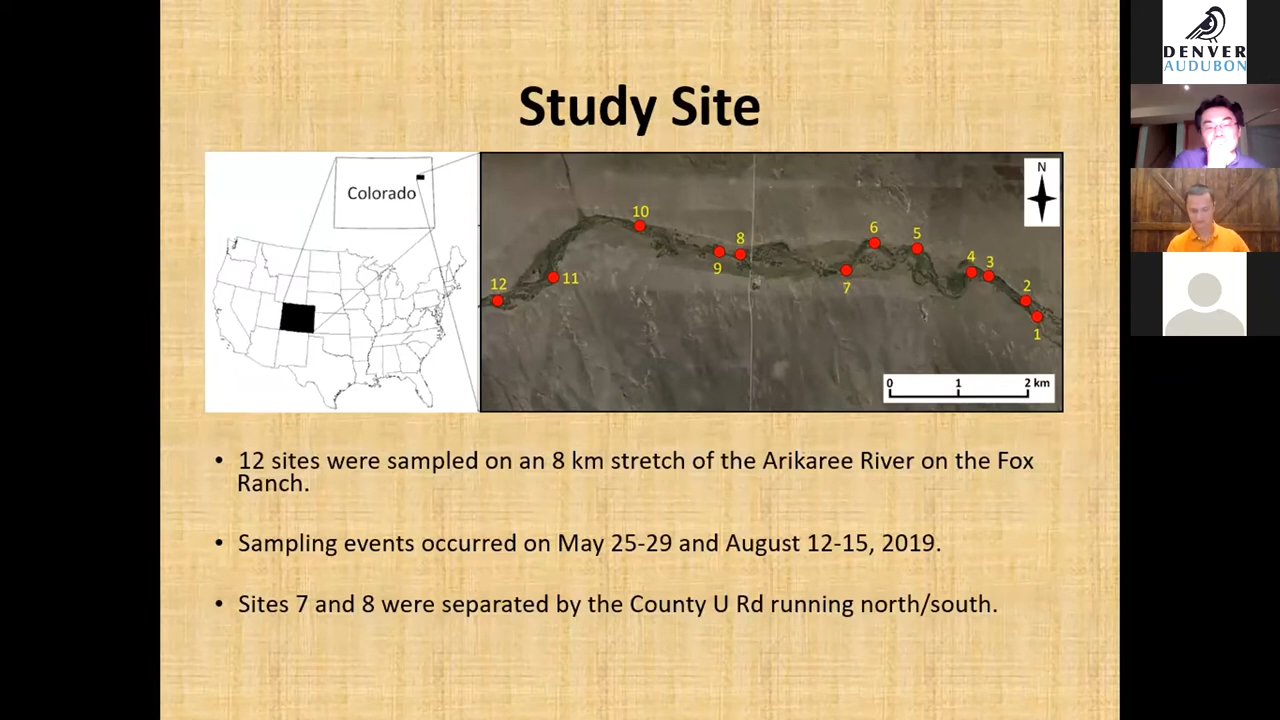 Study Site
Colorado
N
10
6
5
8
4
3
9
12
11
7
2
1
0 1 2 km
• 12 sites were sampled on an 8 km stretch of the Arikaree River on the Fox
Ranch.
• Sampling events occurred on May 25-29 and August 12-15, 2019.
• Sites 7 and 8 were separated by the County U Rd running north/south.
DENVER
AUDUBON